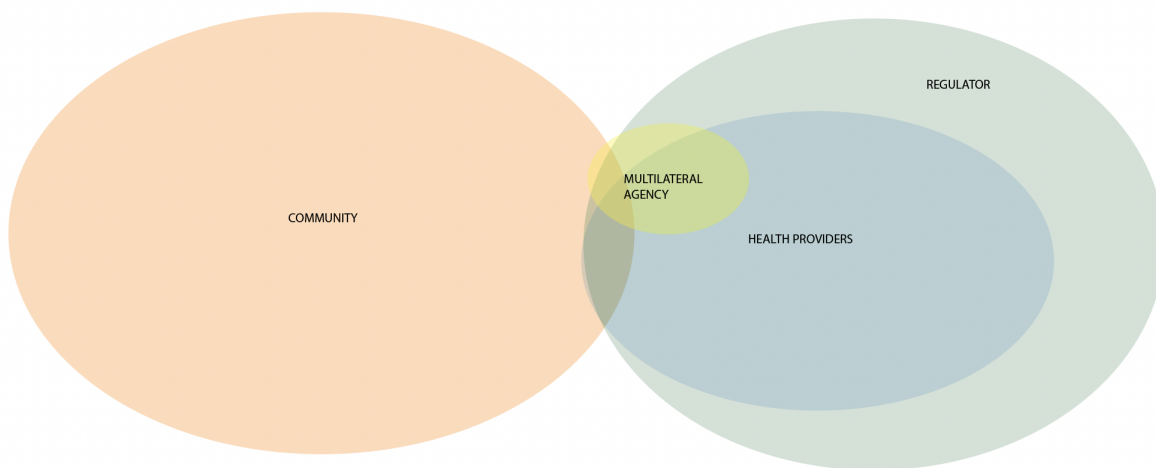 REGULATOR
MULTILATERAL
AGENCY
COMMUNITY
HEALTH PROVIDERS